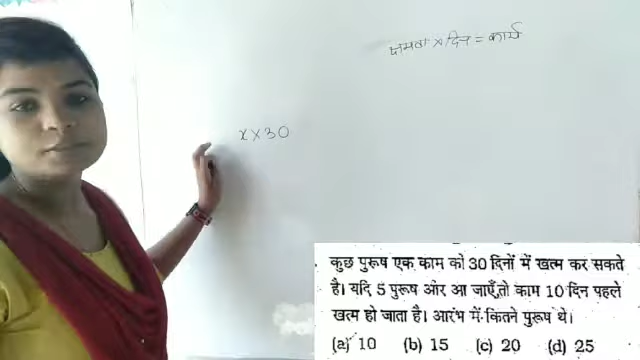 क्षमता × दिन = कार्य
x×30
कुछ पुरूष एक काम को 30 दिनों में खत्म कर सकते
है। यदि 5 पुरूष और आ जाएँ,तो काम 10 दिन पहले
खत्म हो जाता है। आरंभ में कितने पुरूष थे।
(a) 10 (b) 15 (c) 20 (d) 25